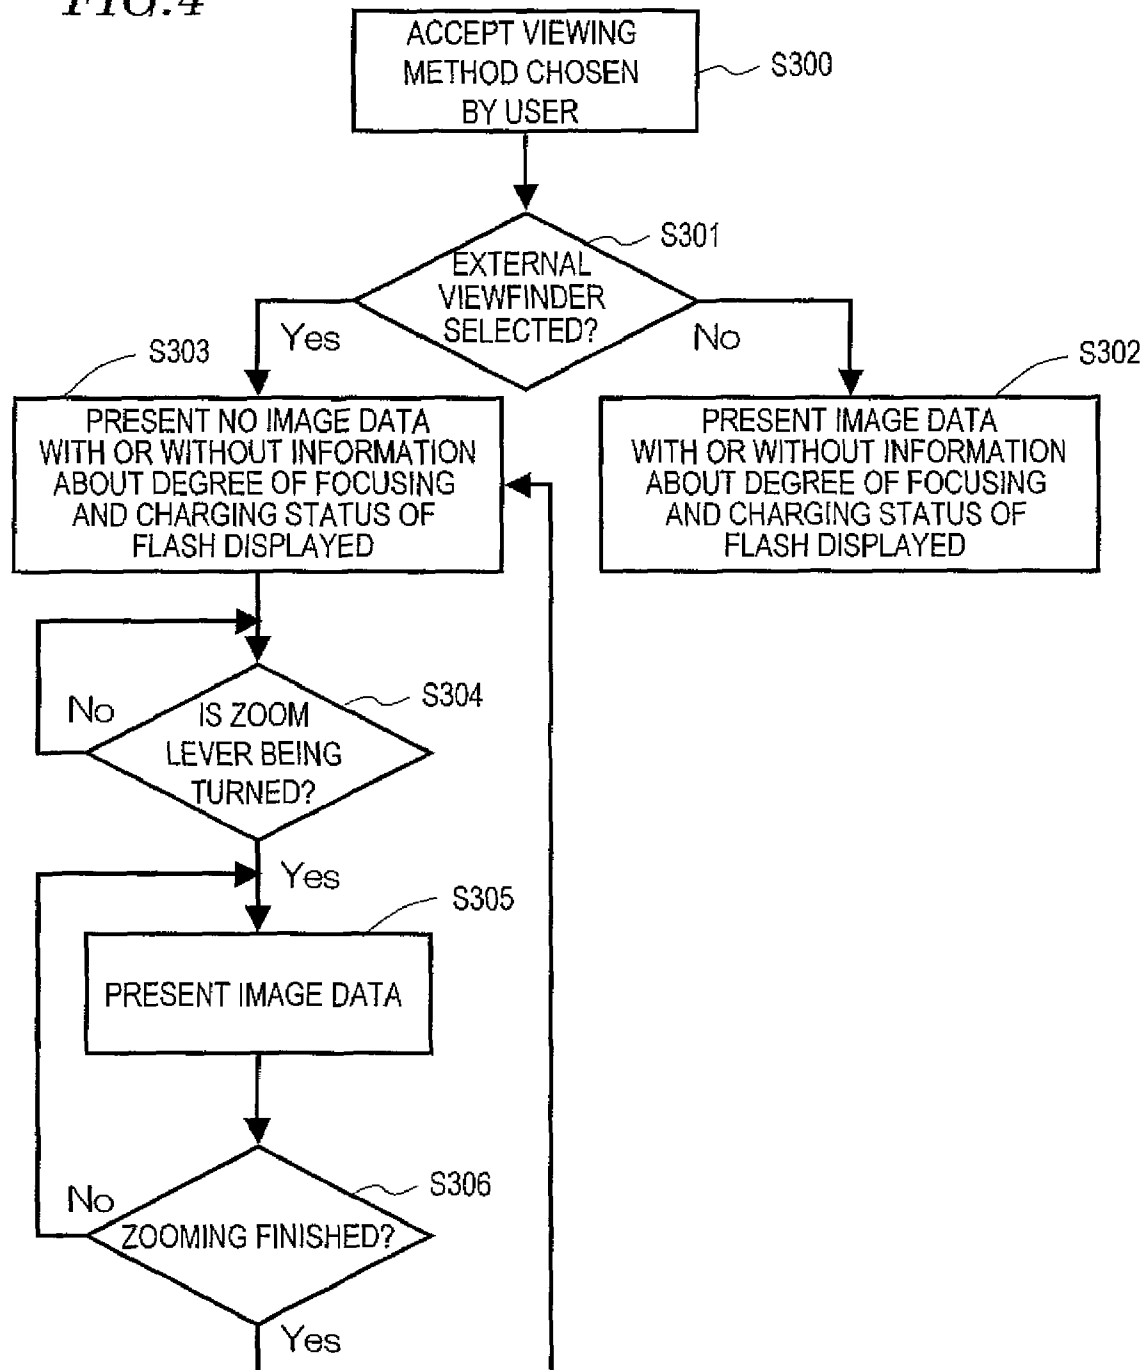 FIG.4
ACCEPT VIEWING
METHOD CHOSEN
BY USER
S300
S301
EXTERNAL
VIEWFINDER
SELECTED?
Yes
No
S303
PRESENT NO IMAGE DATA
WITH OR WITHOUT INFORMATION
ABOUT DEGREE OF FOCUSING
AND CHARGING STATUS OF
FLASH DISPLAYED
S302
PRESENT IMAGE DATA
WITH OR WITHOUT INFORMATION
ABOUT DEGREE OF FOCUSING
AND CHARGING STATUS OF
FLASH DISPLAYED
S304
No
IS ZOOM
LEVER BEING
TURNED?
Yes
S305
PRESENT IMAGE DATA
S306
No
ZOOMING FINISHED?
Yes